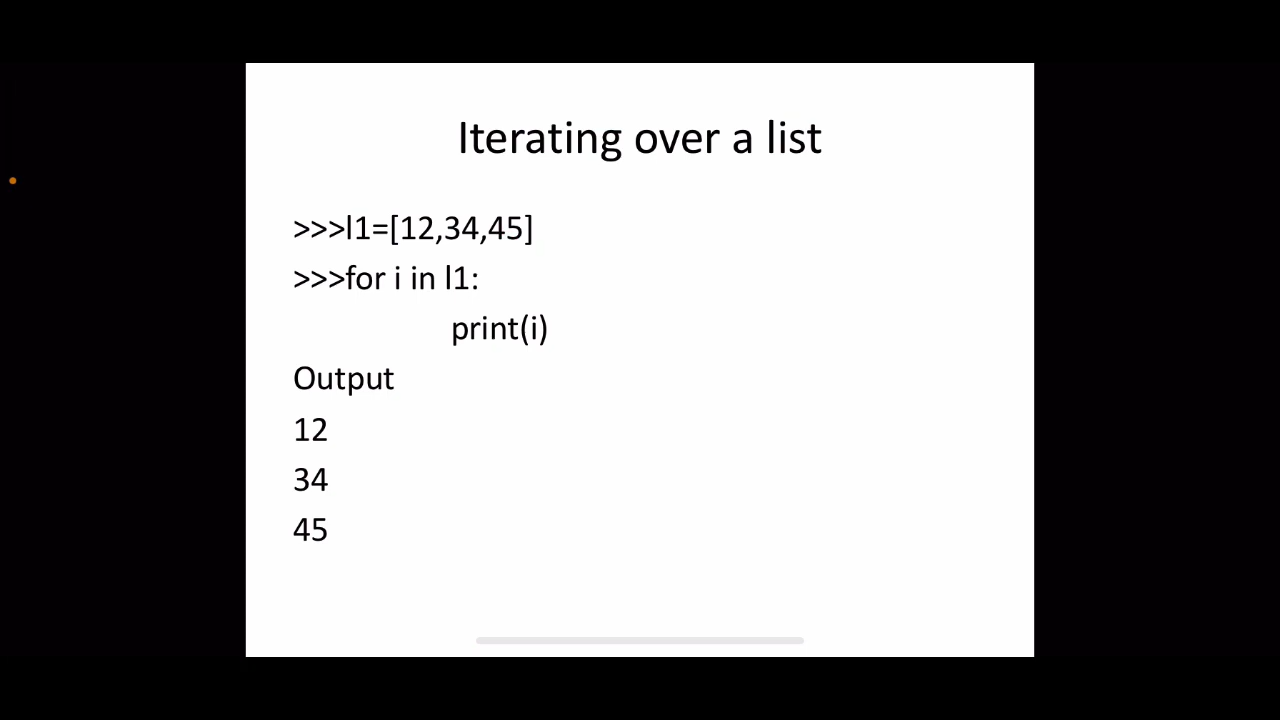 Iterating over a list
>>>l1=[12,34,45]
>>>for i in l1:
print(i)
Output
12
34
45